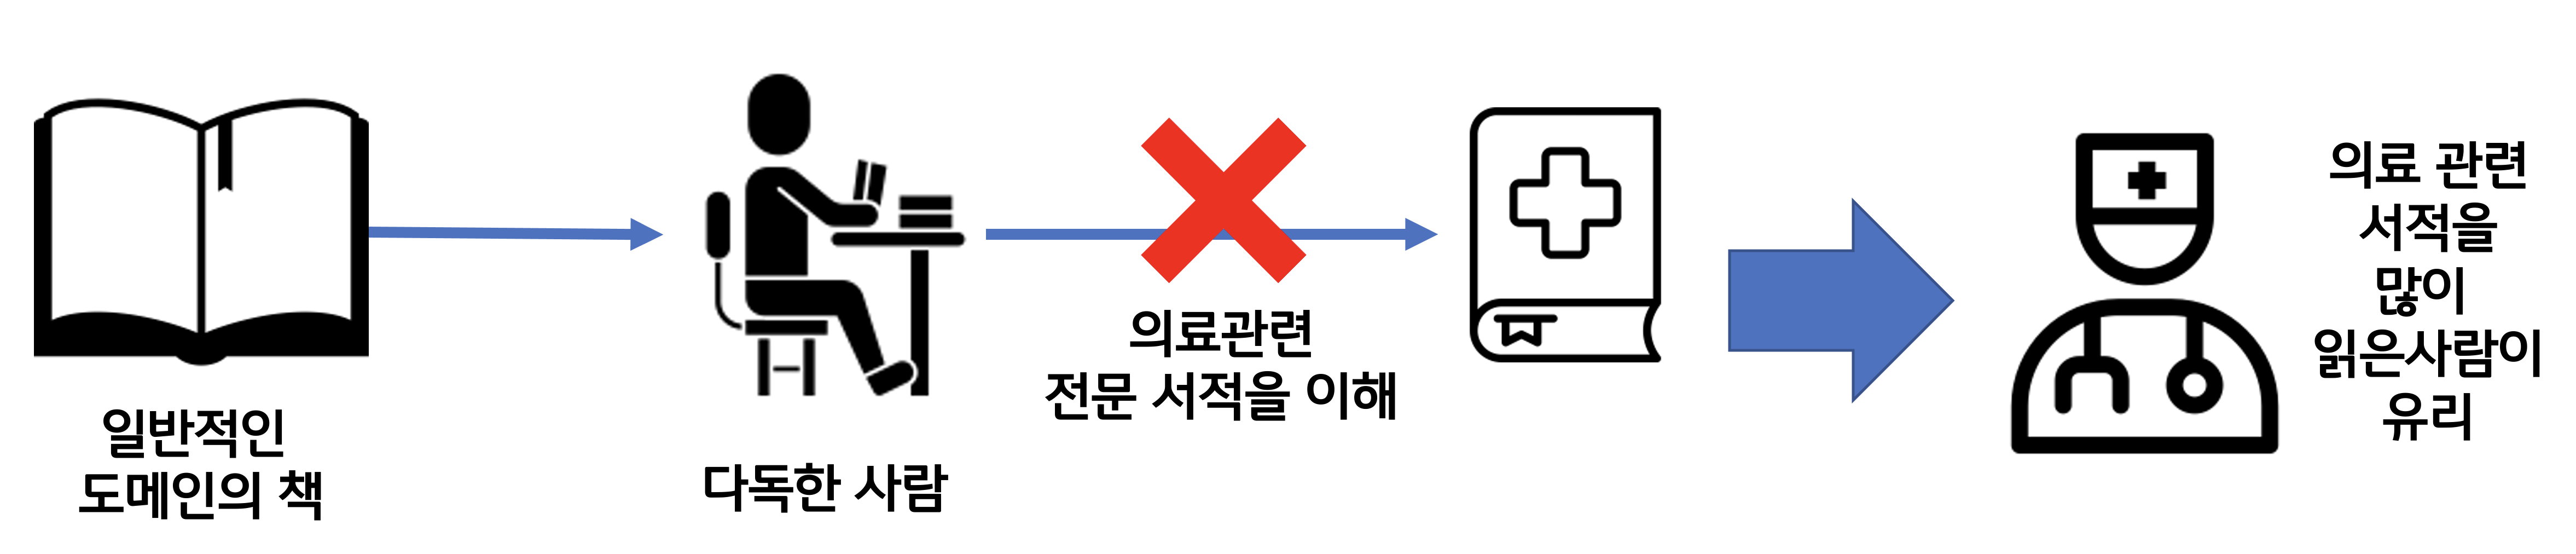 일반적인
도메인의 책
다독한 사람
의료관련
전문 서적을 이해
의료 관련
서적을
많이
읽은사람이
유리